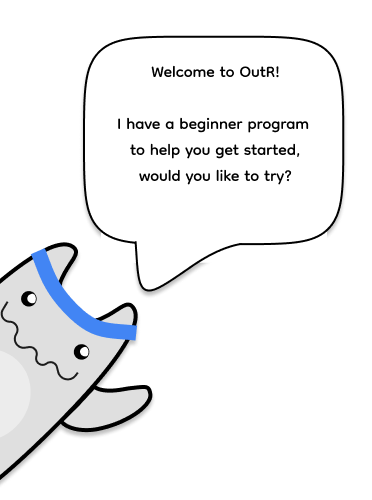 Welcome to OutR!
I have a beginner program
to help you get started,
would you like to try?